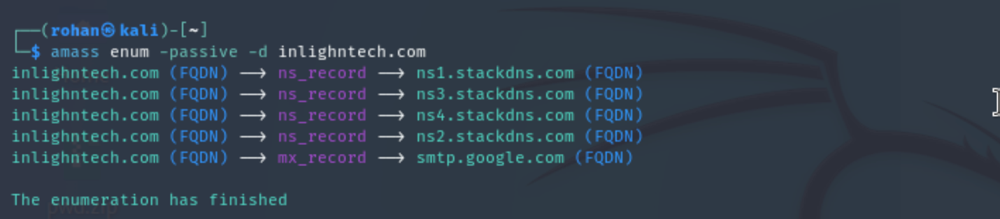 ┌──(rohan㉿kali)-[~]
└─$ amass enum -passive -d inlighntech.com
inlighntech.com (FQDN) ⟶ ns_record ⟶ ns1.stackdns.com (FQDN)
inlighntech.com (FQDN) ⟶ ns_record ⟶ ns3.stackdns.com (FQDN)
inlighntech.com (FQDN) ⟶ ns_record ⟶ ns4.stackdns.com (FQDN)
inlighntech.com (FQDN) ⟶ ns_record ⟶ ns2.stackdns.com (FQDN)
inlighntech.com (FQDN) ⟶ mx_record ⟶ smtp.google.com (FQDN)
The enumeration has finished
pwd.zip